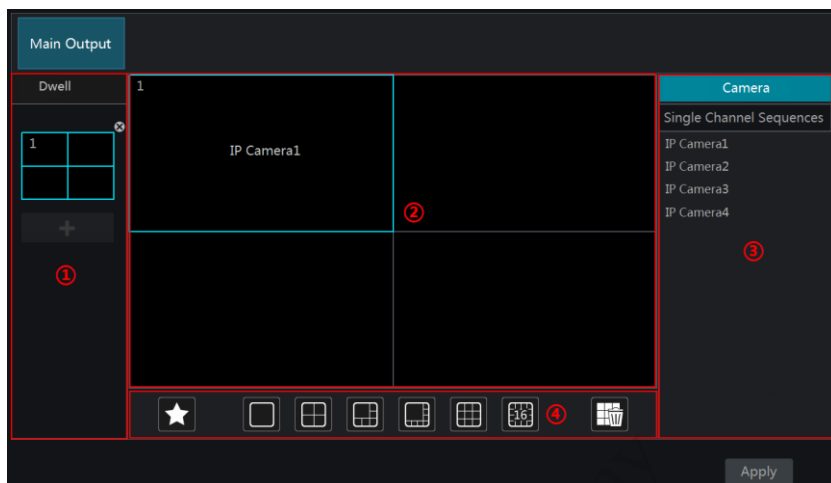 Main Output
Dwell
1
1
IP Camera1
②
①
Camera
Single Channel Sequences
IP Camera1
IP Camera2
IP Camera3
IP Camera4
③
16
④
Apply